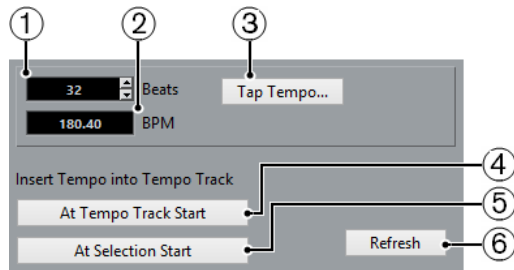 1 2 3
32 Beats Tap Tempo...
180.40 BPM
Insert Tempo into Tempo Track
At Tempo Track Start 4
5
At Selection Start Refresh 6